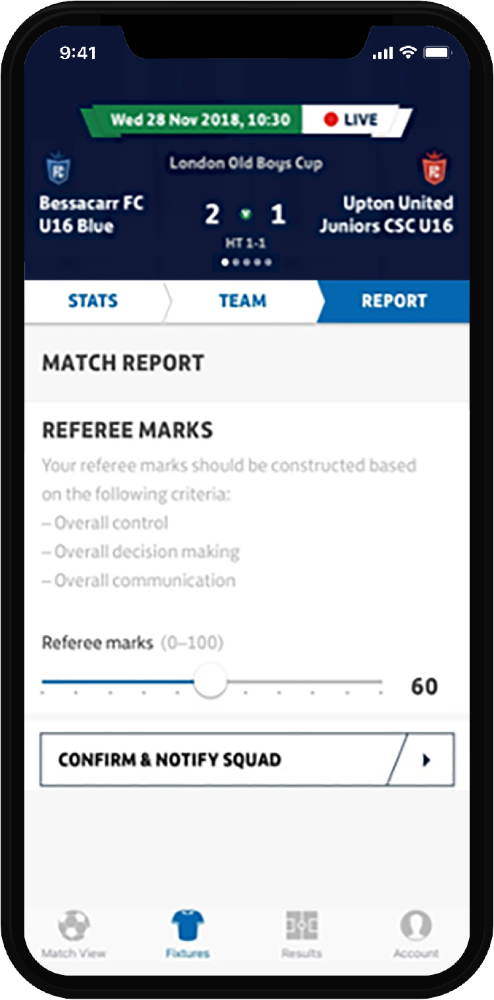 9:41
Wed 28 Nov 2018, 10:30
LIVE
London Old Boys Cup
FC
FC
Bessacarr FC
U16 Blue
2
1
Upton United
Juniors CSC U16
HT 1-1
STATS
TEAM
REPORT
MATCH REPORT
REFEREE MARKS
Your referee marks should be constructed based
on the following criteria:
– Overall control
– Overall decision making
– Overall communication
Referee marks (0–100)
60
CONFIRM & NOTIFY SQUAD
Match View
Fixtures
Results
Account